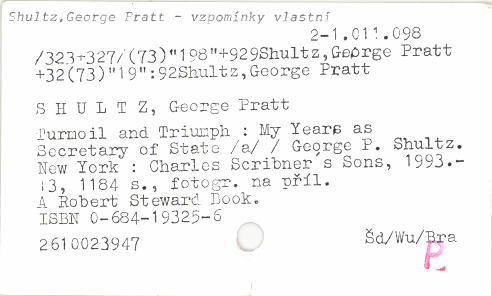 Shultz,George Pratt - vzpomínky vlastní
2-1.011.098
/323+327/(73)"198"+929Shultz,George Pratt
+32(73)"19":92Shultz,George Pratt
S H U L T Z, George Pratt
Turmoil and Triumph : My Years as
Secretary of State /a/ / George P. Shultz.
New York : Charles Scribner's Sons, 1993.-
13, 1184 s., fotogr. na příl.
A Robert Steward Book.
ISBN 0-684-19325-6
2610023947
Šd/Wu/Bra
P.